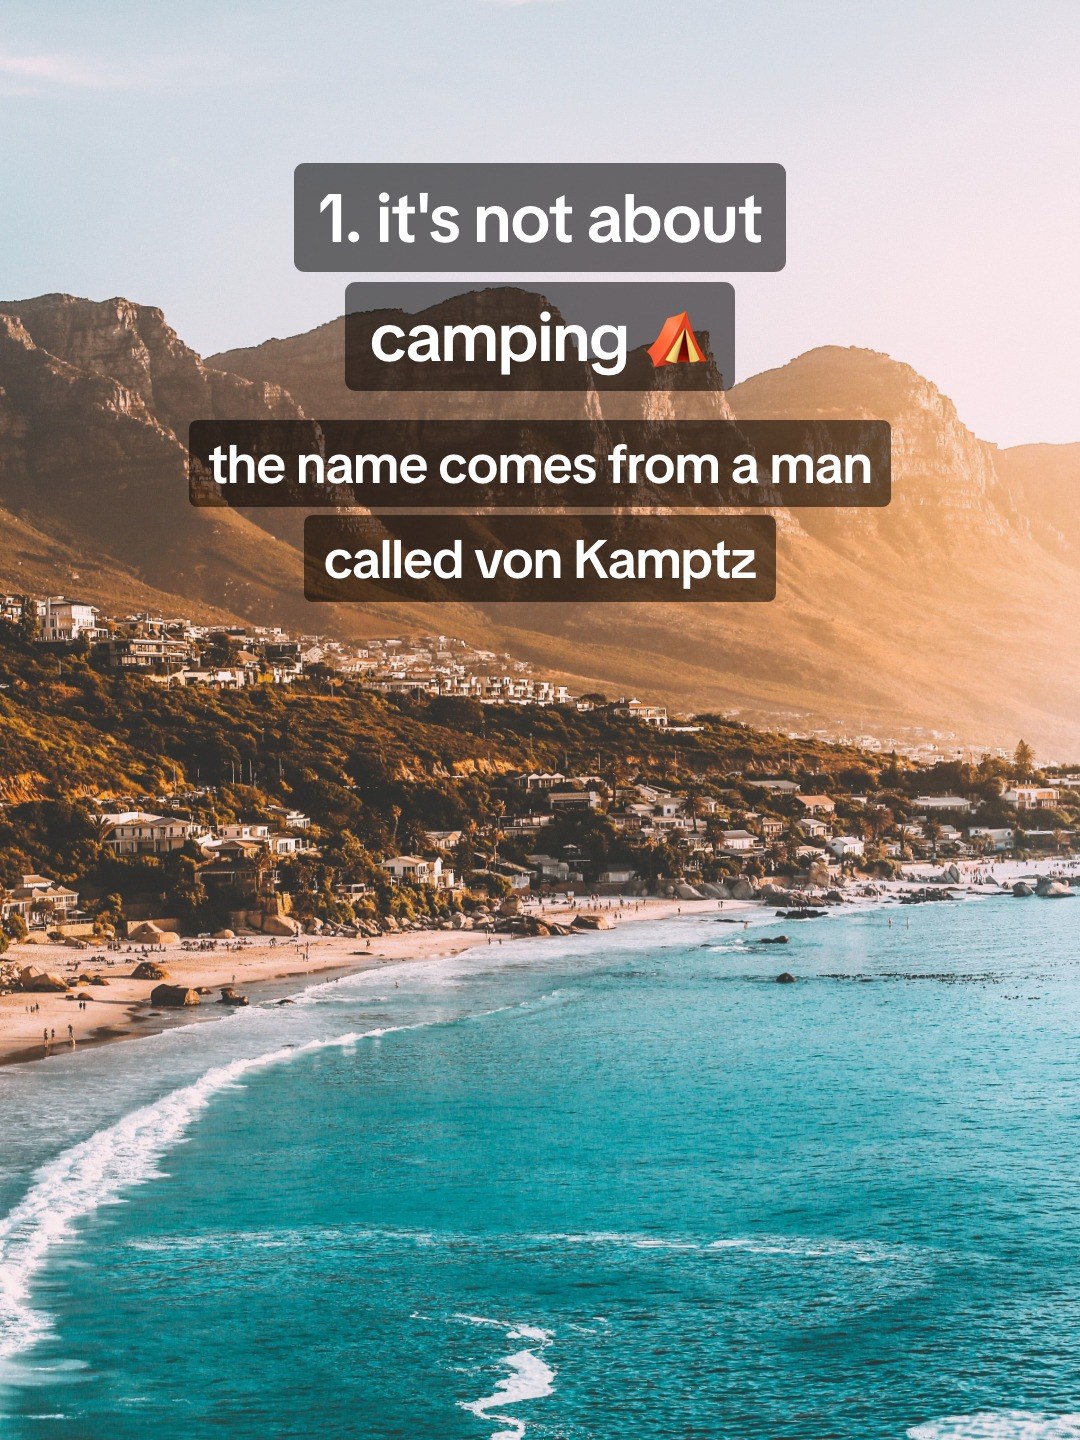 1. it's not about
camping ⛺
the name comes from a man
called von Kamptz